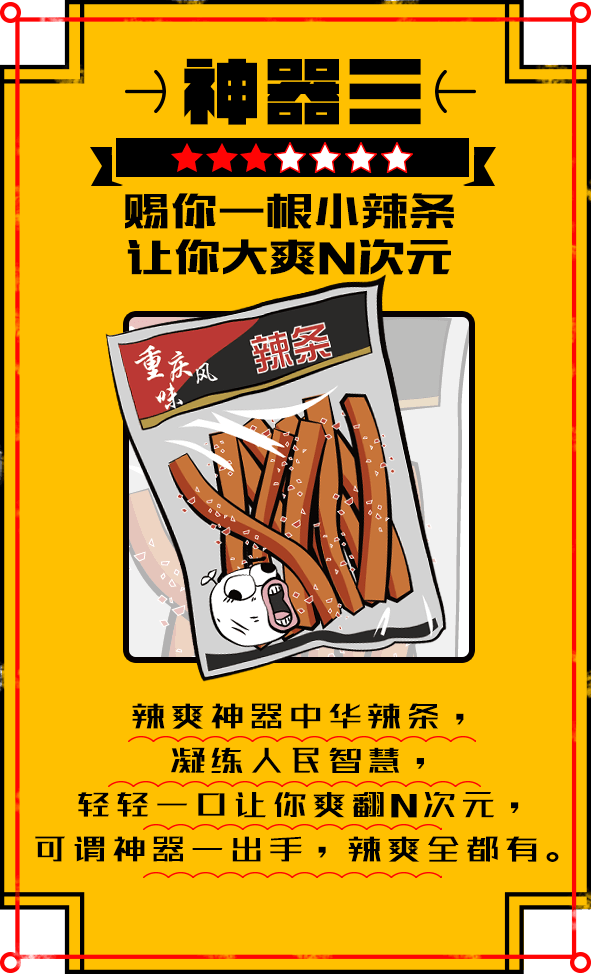 神器三
赐你一根小辣条
让你大爽N次元
重庆风味
辣条
辣爽神器中华辣条，
凝练人民智慧，
轻轻一口让你爽翻N次元，
可谓神器一出手，辣爽全都有。